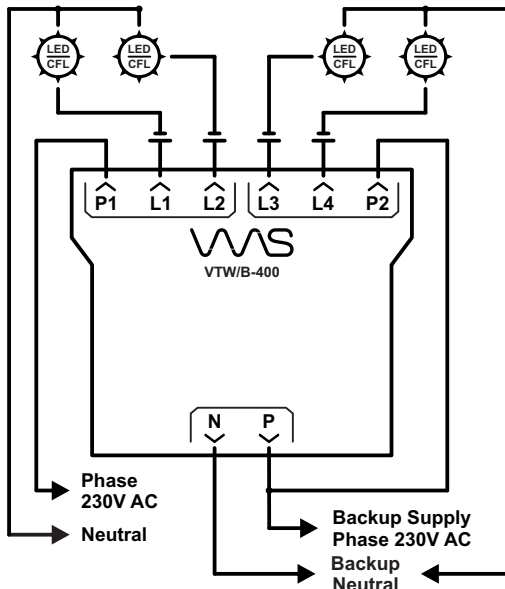 LED
CFL
LED
CFL
LED
CFL
LED
CFL
P1 L1 L2 L3 L4 P2
VMS
VTW/B-400
N P
Phase
230V AC
Neutral
Backup Supply
Phase 230V AC
Backup
Neutral